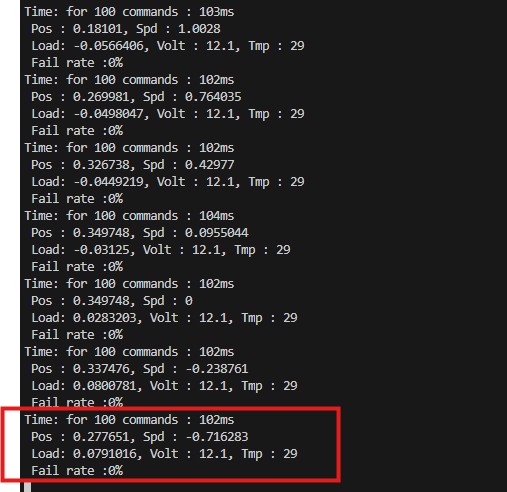 Time: for 100 commands : 103ms
Pos : 0.18101, Spd : 1.0028
Load: -0.0566406, Volt : 12.1, Tmp : 29
Fail rate :0%
Time: for 100 commands : 102ms
Pos : 0.269981, Spd : 0.764035
Load: -0.0498047, Volt : 12.1, Tmp : 29
Fail rate :0%
Time: for 100 commands : 102ms
Pos : 0.326738, Spd : 0.42977
Load: -0.0449219, Volt : 12.1, Tmp : 29
Fail rate :0%
Time: for 100 commands : 104ms
Pos : 0.349748, Spd : 0.0955044
Load: -0.03125, Volt : 12.1, Tmp : 29
Fail rate :0%
Time: for 100 commands : 102ms
Pos : 0.349748, Spd : 0
Load: 0.0283203, Volt : 12.1, Tmp : 29
Fail rate :0%
Time: for 100 commands : 102ms
Pos : 0.337476, Spd : -0.238761
Load: 0.0800781, Volt : 12.1, Tmp : 29
Fail rate :0%
Time: for 100 commands : 102ms
Pos : 0.277651, Spd : -0.716283
Load: 0.0791016, Volt : 12.1, Tmp : 29
Fail rate :0%